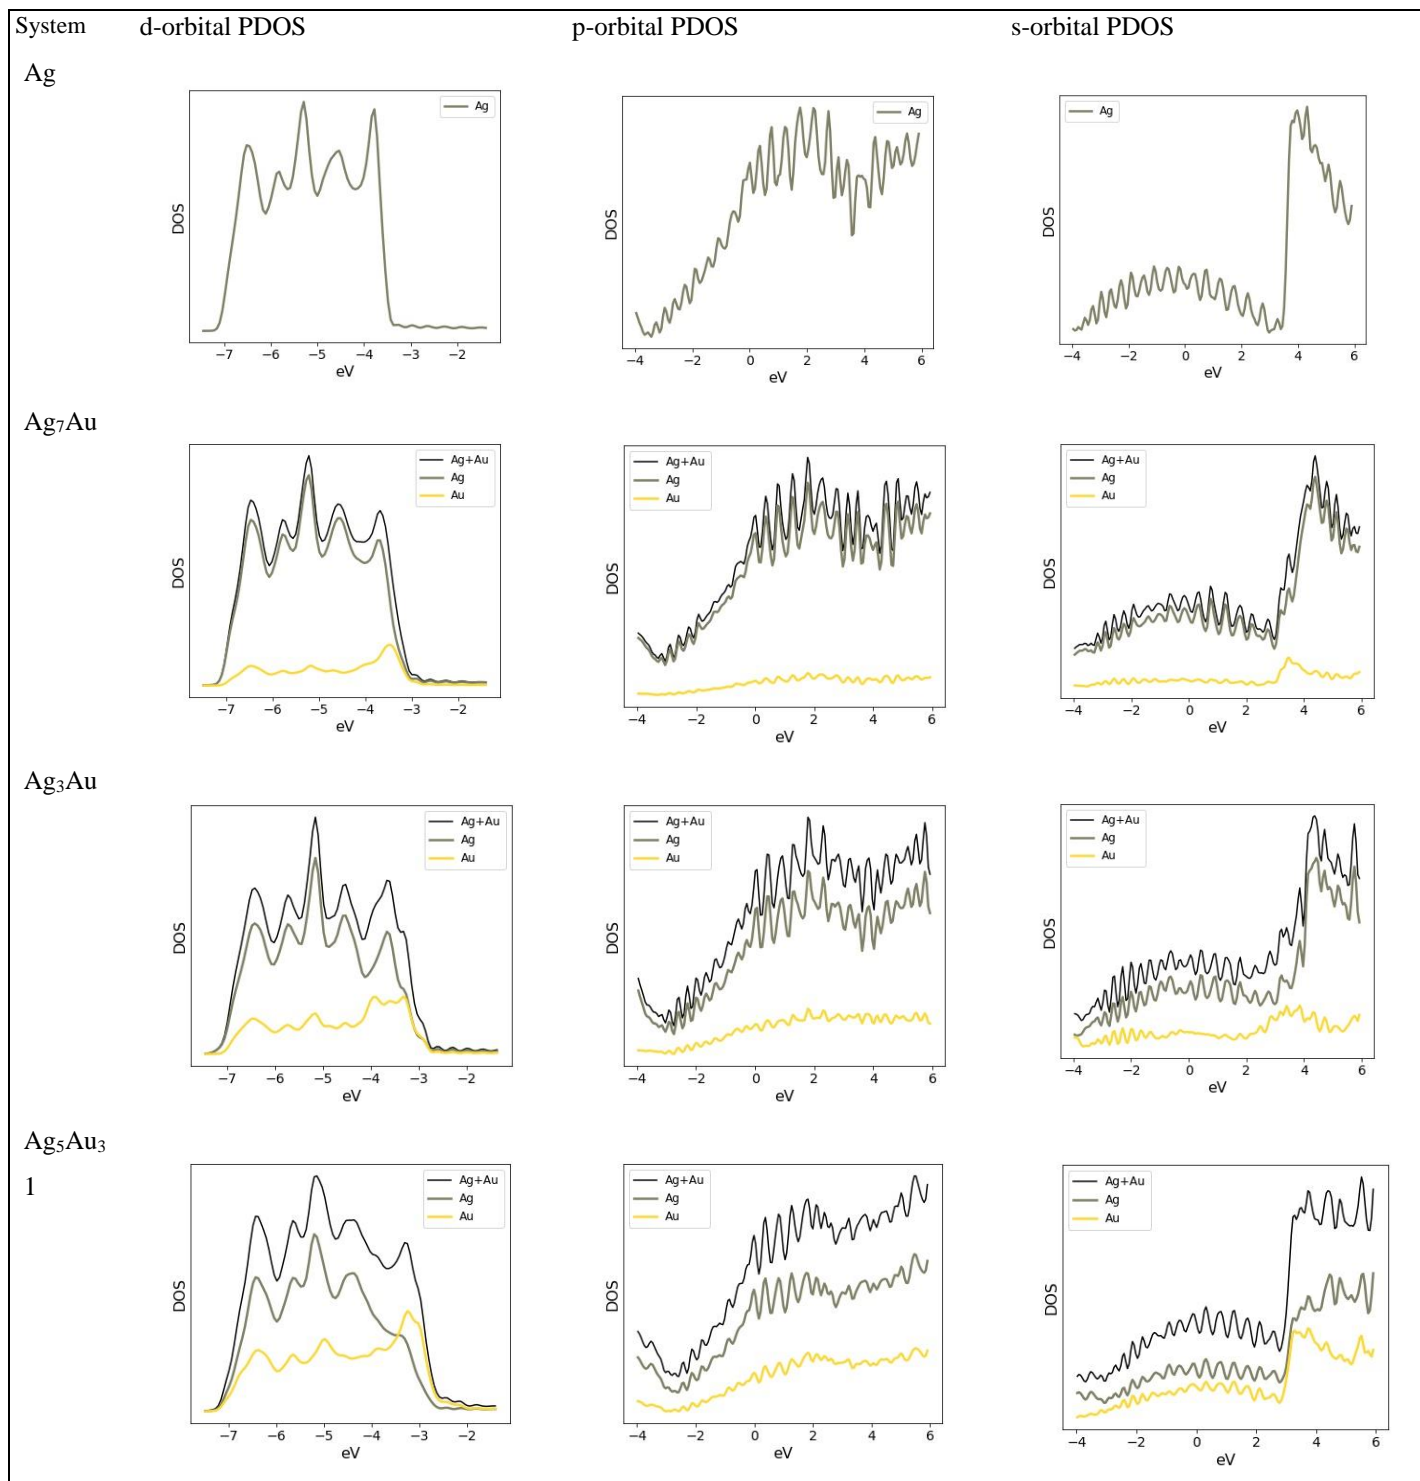 System d-orbital PDOS p-orbital PDOS s-orbital PDOS
Ag
Ag
DOS
−7 −6 −5 −4 −3 −2
eV
Ag
DOS
−4 −2 0 2 4 6
eV
Ag
DOS
−4 −2 0 2 4 6
eV
Ag₇Au
Ag+Au
Ag
Au
DOS
−7 −6 −5 −4 −3 −2
eV
Ag+Au
Ag
Au
DOS
−4 −2 0 2 4 6
eV
Ag+Au
Ag
Au
DOS
−4 −2 0 2 4 6
eV
Ag₃Au
Ag+Au
Ag
Au
DOS
−7 −6 −5 −4 −3 −2
eV
Ag+Au
Ag
Au
DOS
−4 −2 0 2 4 6
eV
Ag+Au
Ag
Au
DOS
−4 −2 0 2 4 6
eV
Ag₅Au₃
1
Ag+Au
Ag
Au
DOS
−7 −6 −5 −4 −3 −2
eV
Ag+Au
Ag
Au
DOS
−4 −2 0 2 4 6
eV
Ag+Au
Ag
Au
DOS
−4 −2 0 2 4 6
eV